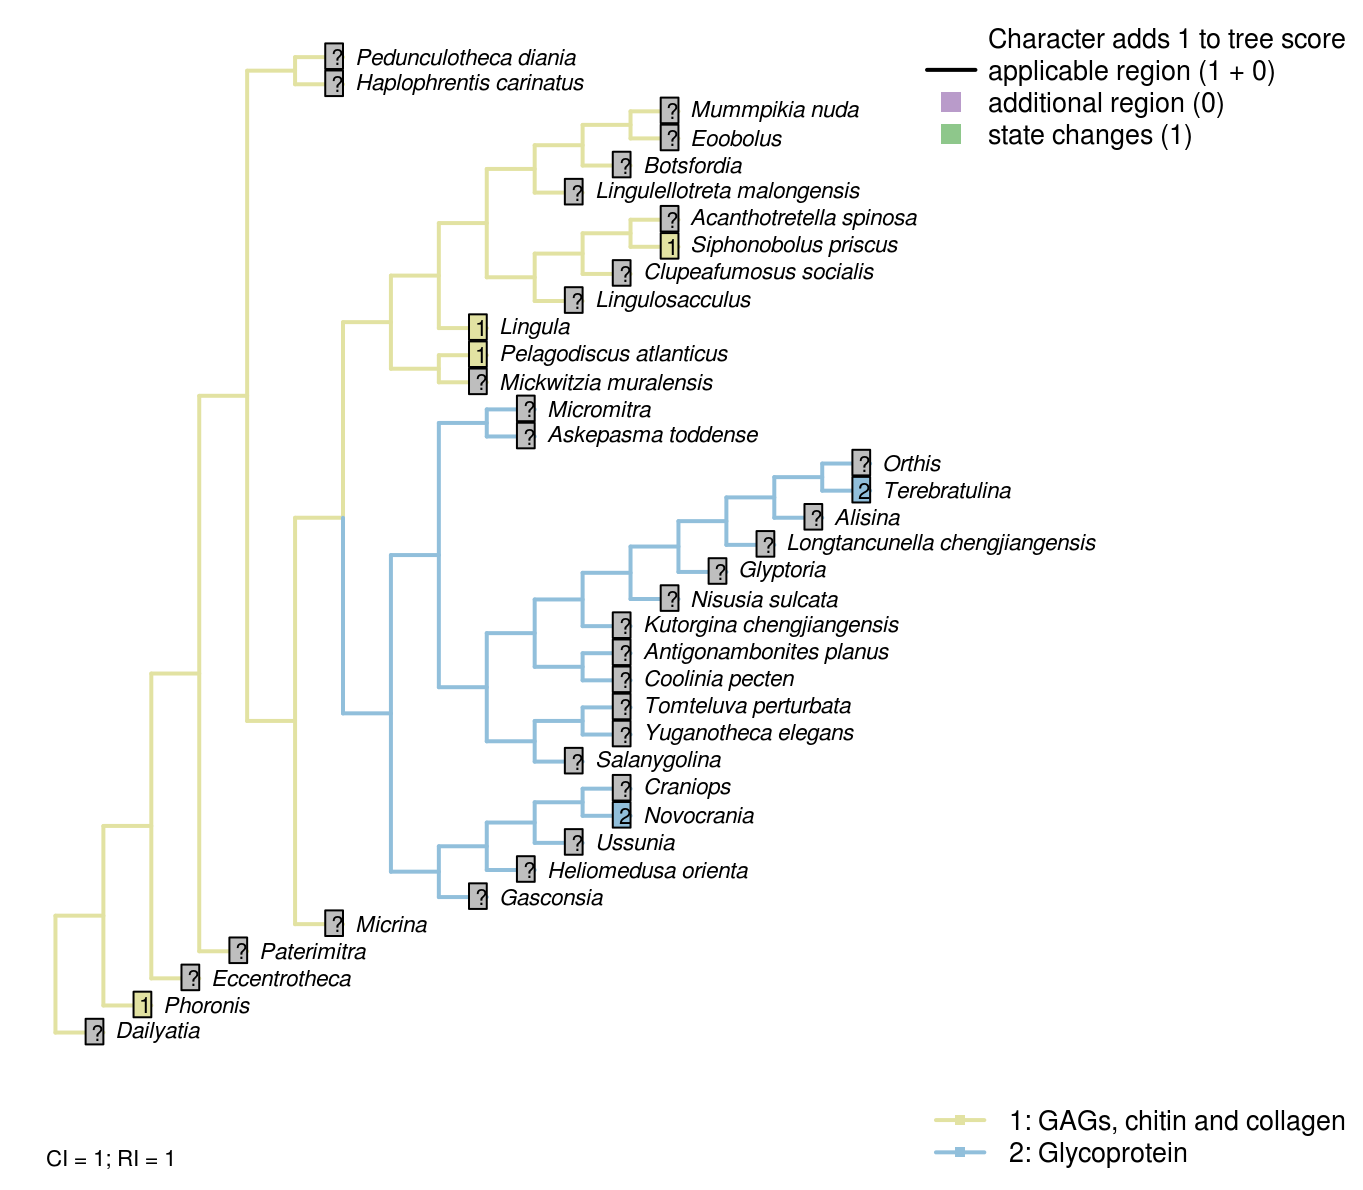 Character adds 1 to tree score
applicable region (1 + 0)
additional region (0)
state changes (1)
? Pedunculotheca diania
? Haplophrentis carinatus
? Mummpikia nuda
? Eoobolus
? Botsfordia
? Lingulellotreta malongensis
? Acanthotretella spinosa
1 Siphonobolus priscus
? Clupeafumosus socialis
? Lingulosacculus
1 Lingula
1 Pelagodiscus atlanticus
? Mickwitzia muralensis
? Micromitra
? Askepasma toddense
? Orthis
2 Terebratulina
? Alisina
? Longtancunella chengjiangensis
? Glyptoria
? Nisusia sulcata
? Kutorgina chengjiangensis
? Antigonambonites planus
? Coolinia pecten
? Tomteluva perturbata
? Yuganotheca elegans
? Salanygolina
? Craniops
2 Novocrania
? Ussunia
? Heliomedusa orienta
? Gasconsia
? Micrina
? Paterimitra
? Eccentrotheca
1 Phoronis
? Dailyatia
1: GAGs, chitin and collagen
2: Glycoprotein
CI = 1; RI = 1